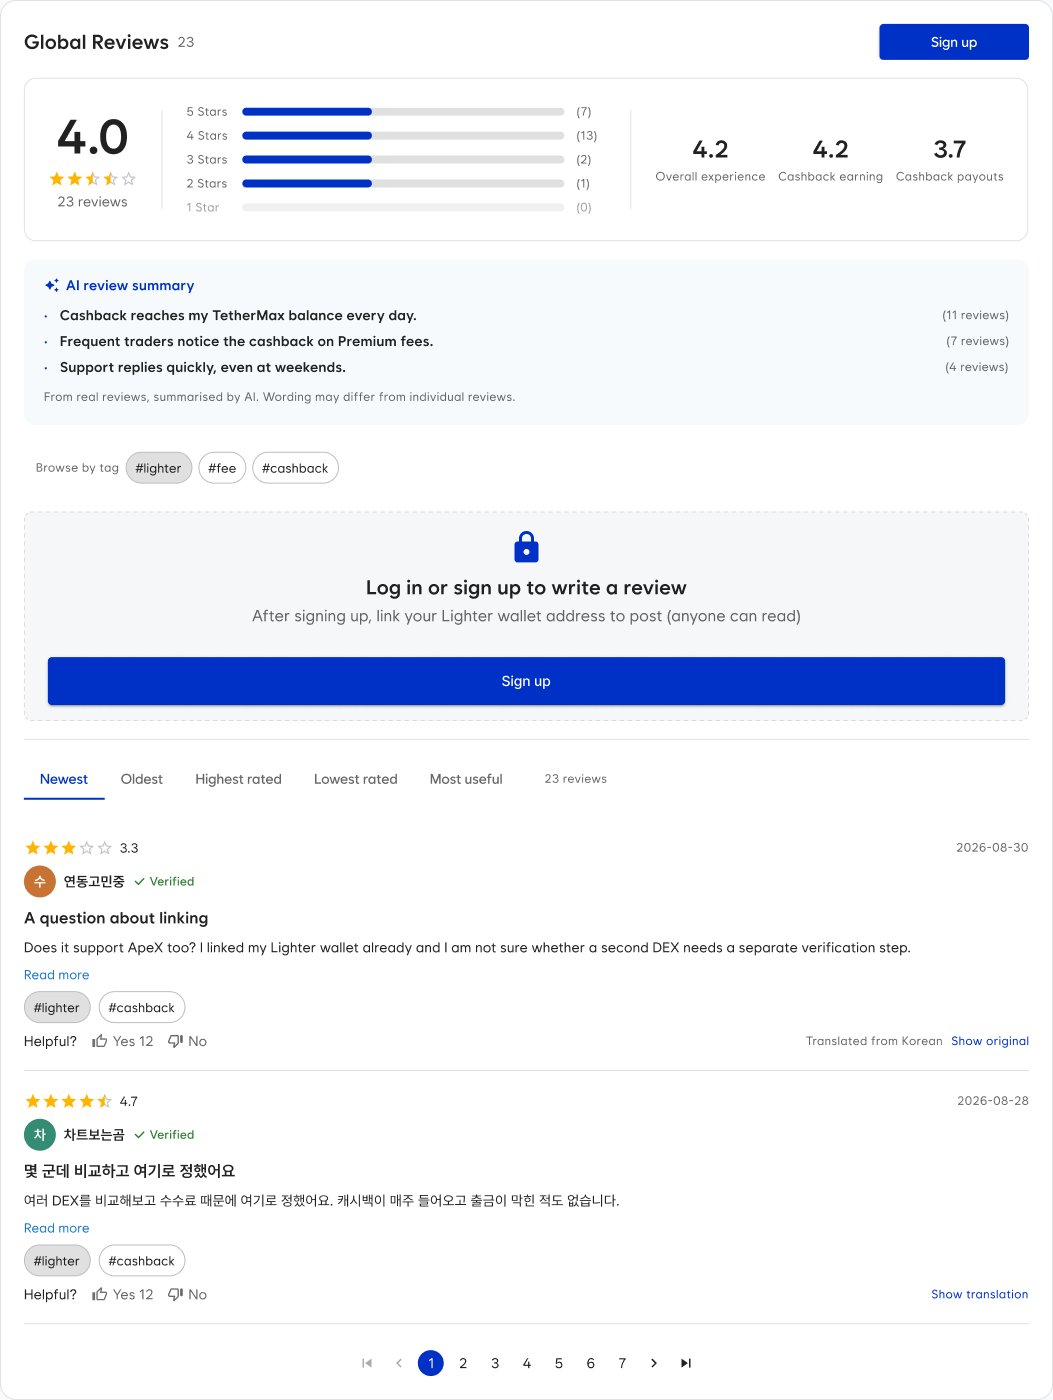 Global Reviews 23
Sign up
4.0
23 reviews
5 Stars (7)
4 Stars (13)
3 Stars (2)
2 Stars (1)
1 Star (0)
4.2
Overall experience
4.2
Cashback earning
3.7
Cashback payouts
AI review summary
· Cashback reaches my TetherMax balance every day. (11 reviews)
· Frequent traders notice the cashback on Premium fees. (7 reviews)
· Support replies quickly, even at weekends. (4 reviews)
From real reviews, summarised by AI. Wording may differ from individual reviews.
Browse by tag #lighter #fee #cashback
Log in or sign up to write a review
After signing up, link your Lighter wallet address to post (anyone can read)
Sign up
Newest Oldest Highest rated Lowest rated Most useful 23 reviews
3.3 2026-08-30
수 연동고민중 Verified
A question about linking
Does it support ApeX too? I linked my Lighter wallet already and I am not sure whether a second DEX needs a separate verification step.
Read more
#lighter #cashback
Helpful? Yes 12 No Translated from Korean Show original
4.7 2026-08-28
차 차트보는곰 Verified
몇 군데 비교하고 여기로 정했어요
여러 DEX를 비교해보고 수수료 때문에 여기로 정했어요. 캐시백이 매주 들어오고 출금이 막힌 적도 없습니다.
Read more
#lighter #cashback
Helpful? Yes 12 No Show translation
1 2 3 4 5 6 7